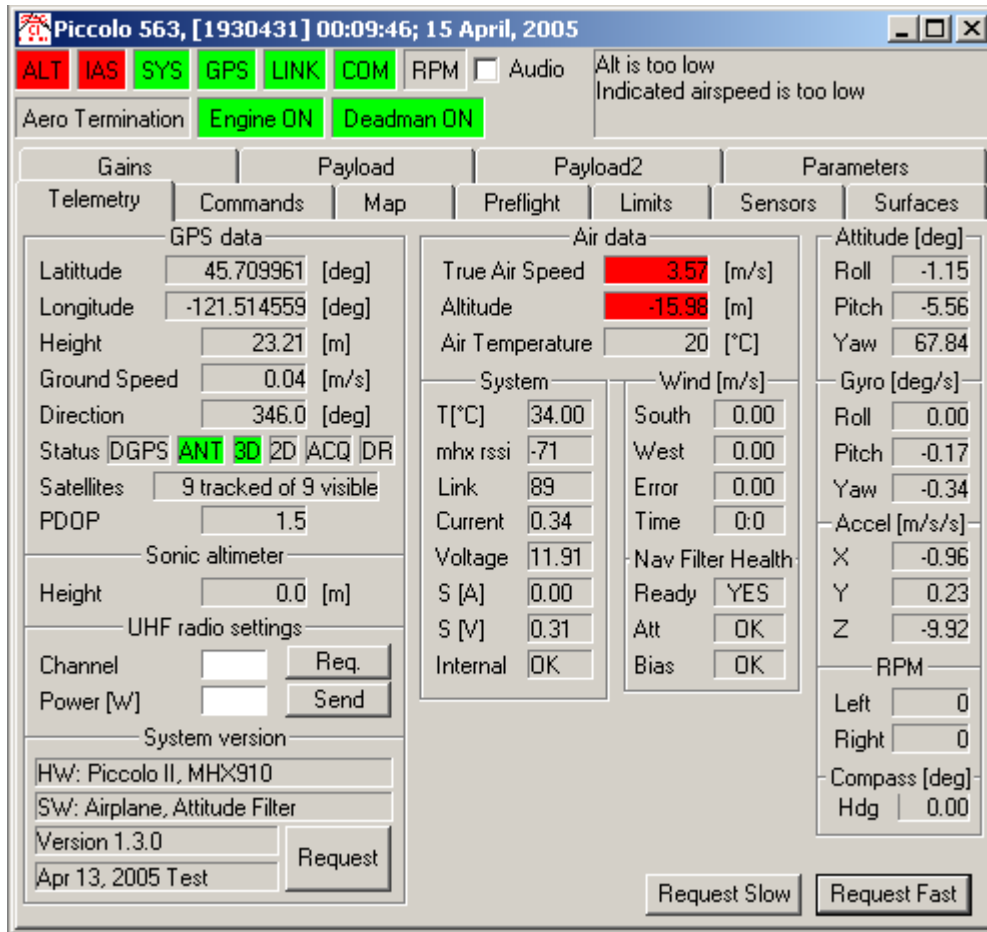 Piccolo 563, [1930431] 00:09:46; 15 April, 2005
ALT IAS SYS GPS LINK COM RPM Audio
Alt is too low
Indicated airspeed is too low
Aero Termination Engine ON Deadman ON
Gains Payload Payload2 Parameters
Telemetry Commands Map Preflight Limits Sensors Surfaces
GPS data
Latittude 45.709961 [deg]
Longitude -121.514559 [deg]
Height 23.21 [m]
Ground Speed 0.04 [m/s]
Direction 346.0 [deg]
Status DGPS ANT 3D 2D ACQ DR
Satellites 9 tracked of 9 visible
PDOP 1.5
Sonic altimeter
Height 0.0 [m]
UHF radio settings
Channel Req.
Power [W] Send
System version
HW: Piccolo II, MHX910
SW: Airplane, Attitude Filter
Version 1.3.0
Apr 13, 2005 Test
Request
Air data
True Air Speed 3.57 [m/s]
Altitude -15.98 [m]
Air Temperature 20 [°C]
System
T[°C] 34.00
mhx rssi -71
Link 89
Current 0.34
Voltage 11.91
S [A] 0.00
S [V] 0.31
Internal OK
Wind [m/s]
South 0.00
West 0.00
Error 0.00
Time 0:0
Nav Filter Health
Ready YES
Att OK
Bias OK
Attitude [deg]
Roll -1.15
Pitch -5.56
Yaw 67.84
Gyro [deg/s]
Roll 0.00
Pitch -0.17
Yaw -0.34
Accel [m/s/s]
X -0.96
Y 0.23
Z -9.92
RPM
Left 0
Right 0
Compass [deg]
Hdg 0.00
Request Slow Request Fast